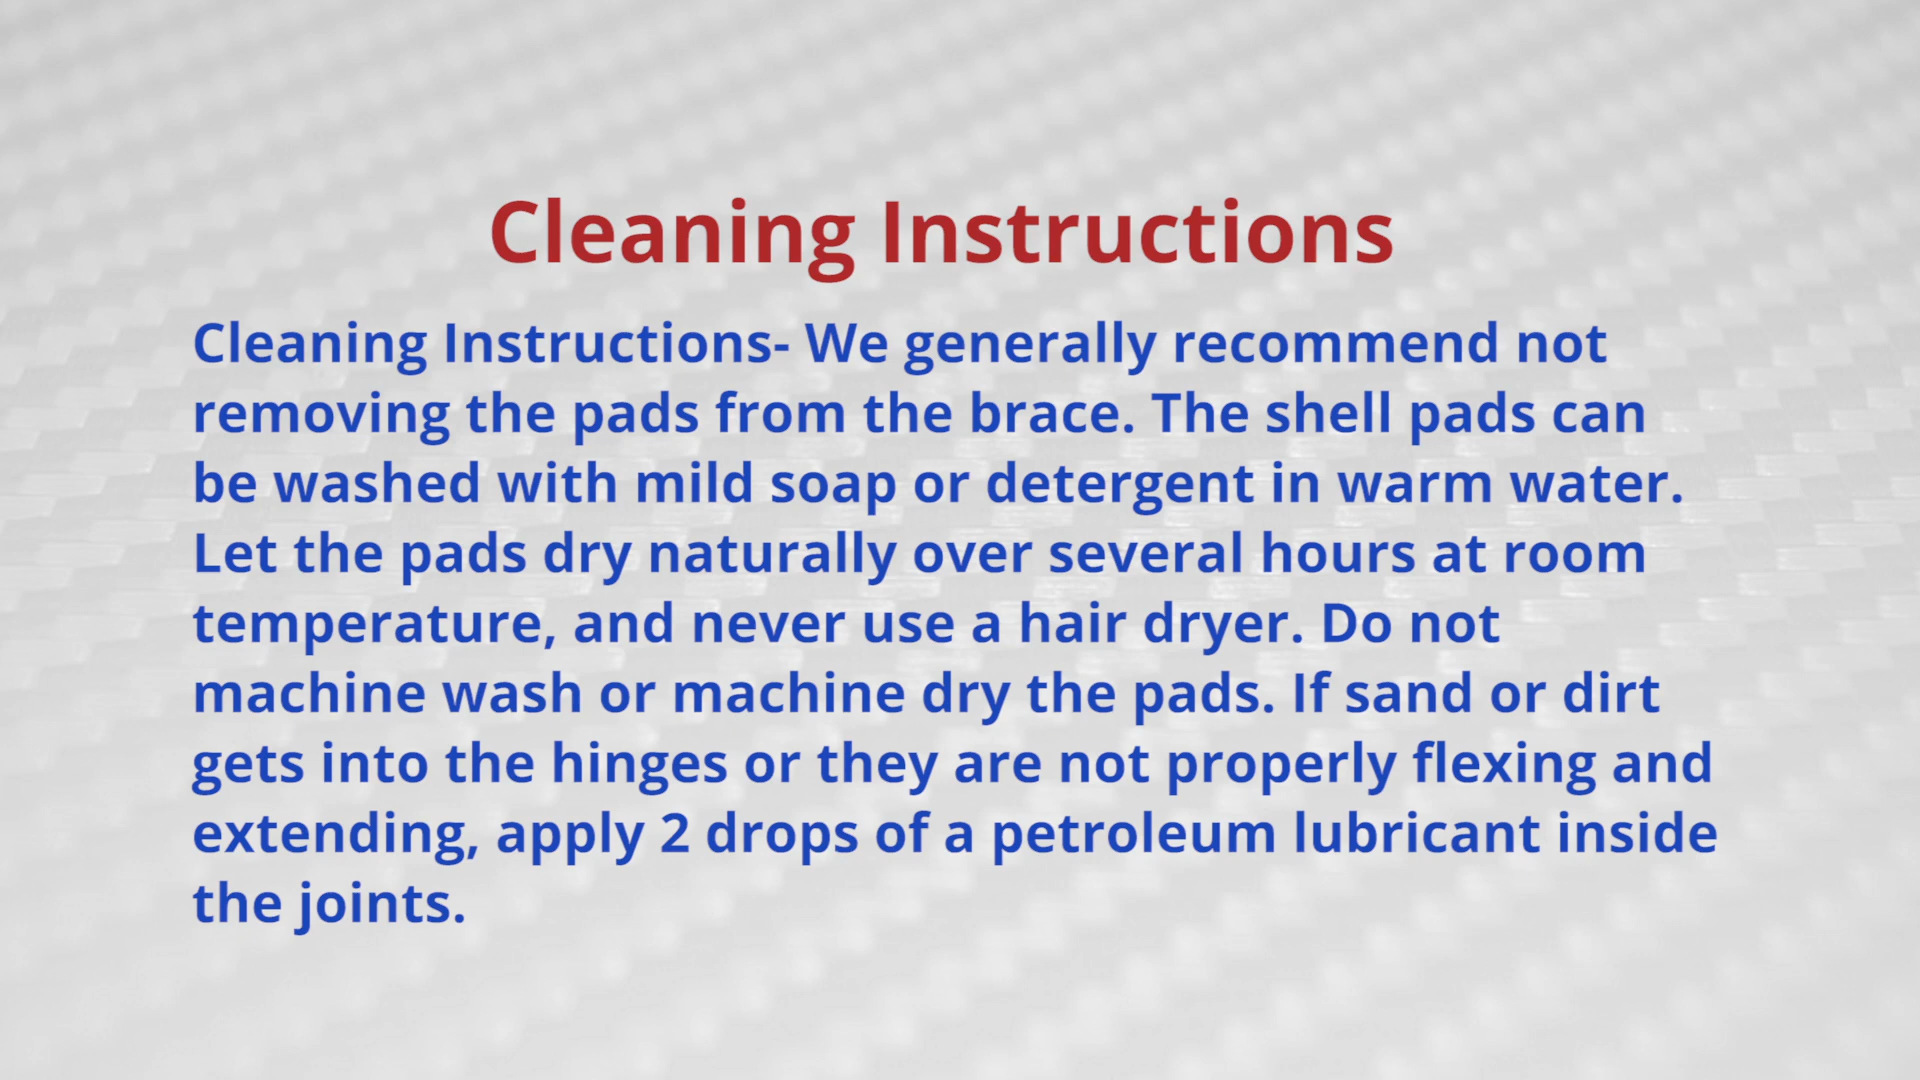 Cleaning Instructions
Cleaning Instructions- We generally recommend not
removing the pads from the brace. The shell pads can
be washed with mild soap or detergent in warm water.
Let the pads dry naturally over several hours at room
temperature, and never use a hair dryer. Do not
machine wash or machine dry the pads. If sand or dirt
gets into the hinges or they are not properly flexing and
extending, apply 2 drops of a petroleum lubricant inside
the joints.